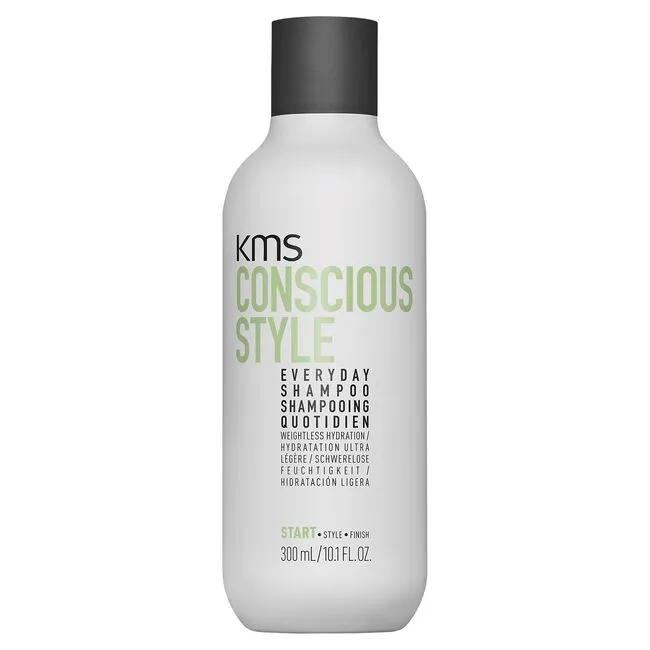 KMS
CONSCIOUS
STYLE
EVERYDAY
SHAMPOO
SHAMPOOING
QUOTIDIEN
WEIGHTLESS HYDRATION /
HYDRATATION ULTRA
LÉGÈRE / SCHWERELOSE
FEUCHTIGKEIT /
HIDRATACIÓN LIGERA
START • STYLE • FINISH
300 mL/10.1 FL.OZ.